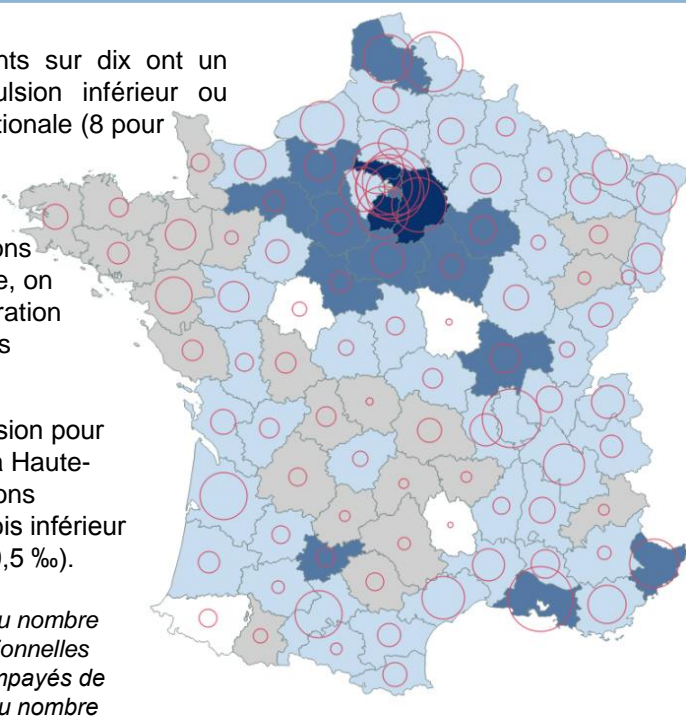 nts sur dix ont un
ulsion inférieur ou
tionale (8 pour
ons
e, on
ration
s
sion pour
a Haute-
ons
ois inférieur
0,5 ‰).
u nombre
onnelles
mpayés de
u nombre